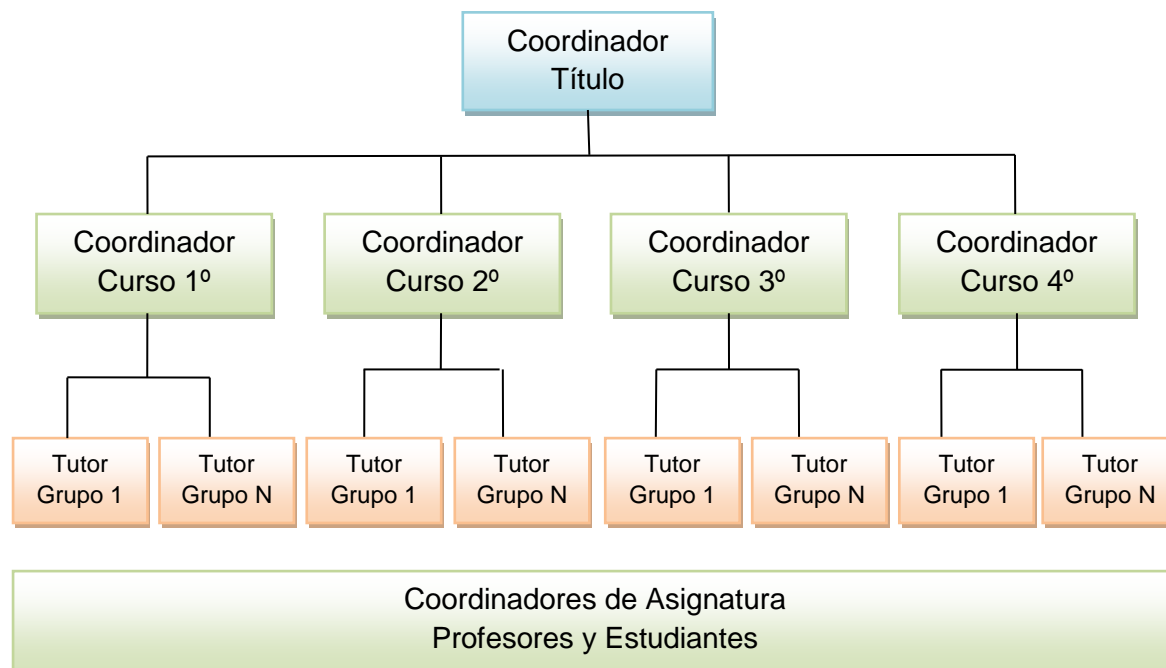 Coordinador
Título
Coordinador
Curso 1º
Coordinador
Curso 2º
Coordinador
Curso 3º
Coordinador
Curso 4º
Tutor
Grupo 1
Tutor
Grupo N
Tutor
Grupo 1
Tutor
Grupo N
Tutor
Grupo 1
Tutor
Grupo N
Tutor
Grupo 1
Tutor
Grupo N
Coordinadores de Asignatura
Profesores y Estudiantes